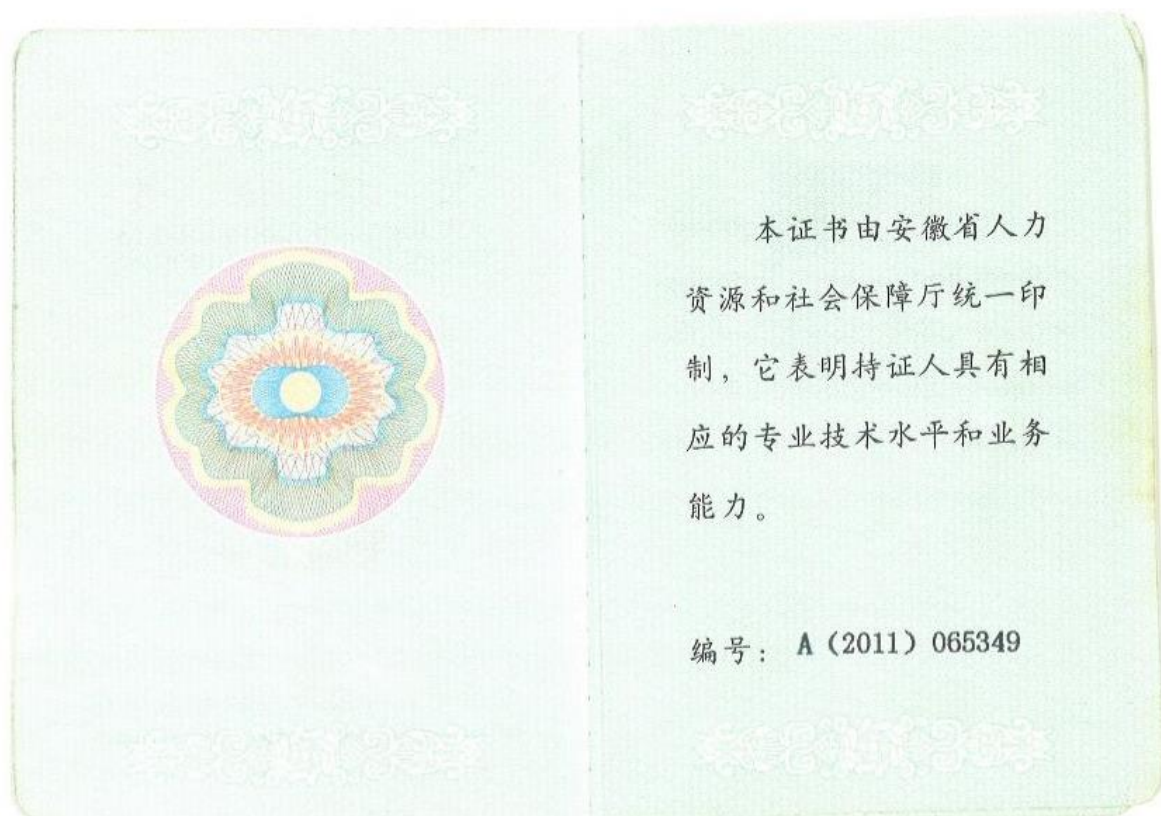 本证书由安徽省人力
资源和社会保障厅统一印
制，它表明持证人具有相
应的专业技术水平和业务
能力。
编号： A（2011）065349